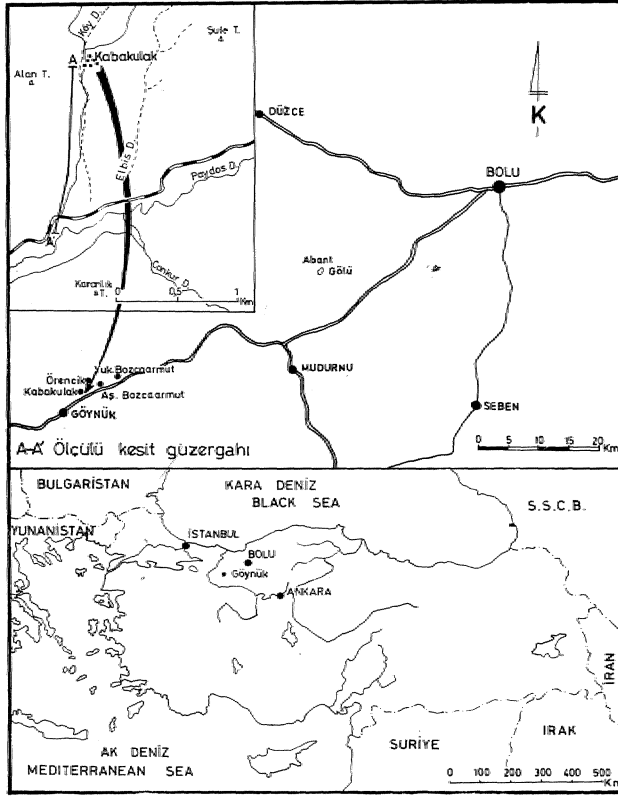 Köy D.
Şule T.
A Kabakulak
Alan T.
Elbis D.
Paydos D.
A'
Çankur D.
Kararlık
T.
0 0,5 1
Km
DÜZCE
K
BOLU
Abant
Gölü
Yuk. Bozcaarmut
Örencik
Kabakulak
Aş. Bozcaarmut
MUDURNU
GÖYNÜK
SEBEN
A-A' Ölçülü kesit güzergahı
0 5 10 15 20
Km
BULGARİSTAN
KARA DENİZ
BLACK SEA
S.S.C.B.
YUNANİSTAN
İSTANBUL
BOLU
Göynük
ANKARA
İRAN
SURİYE
IRAK
AK DENİZ
MEDITERRANEAN SEA
0 100 200 300 400 500
Km